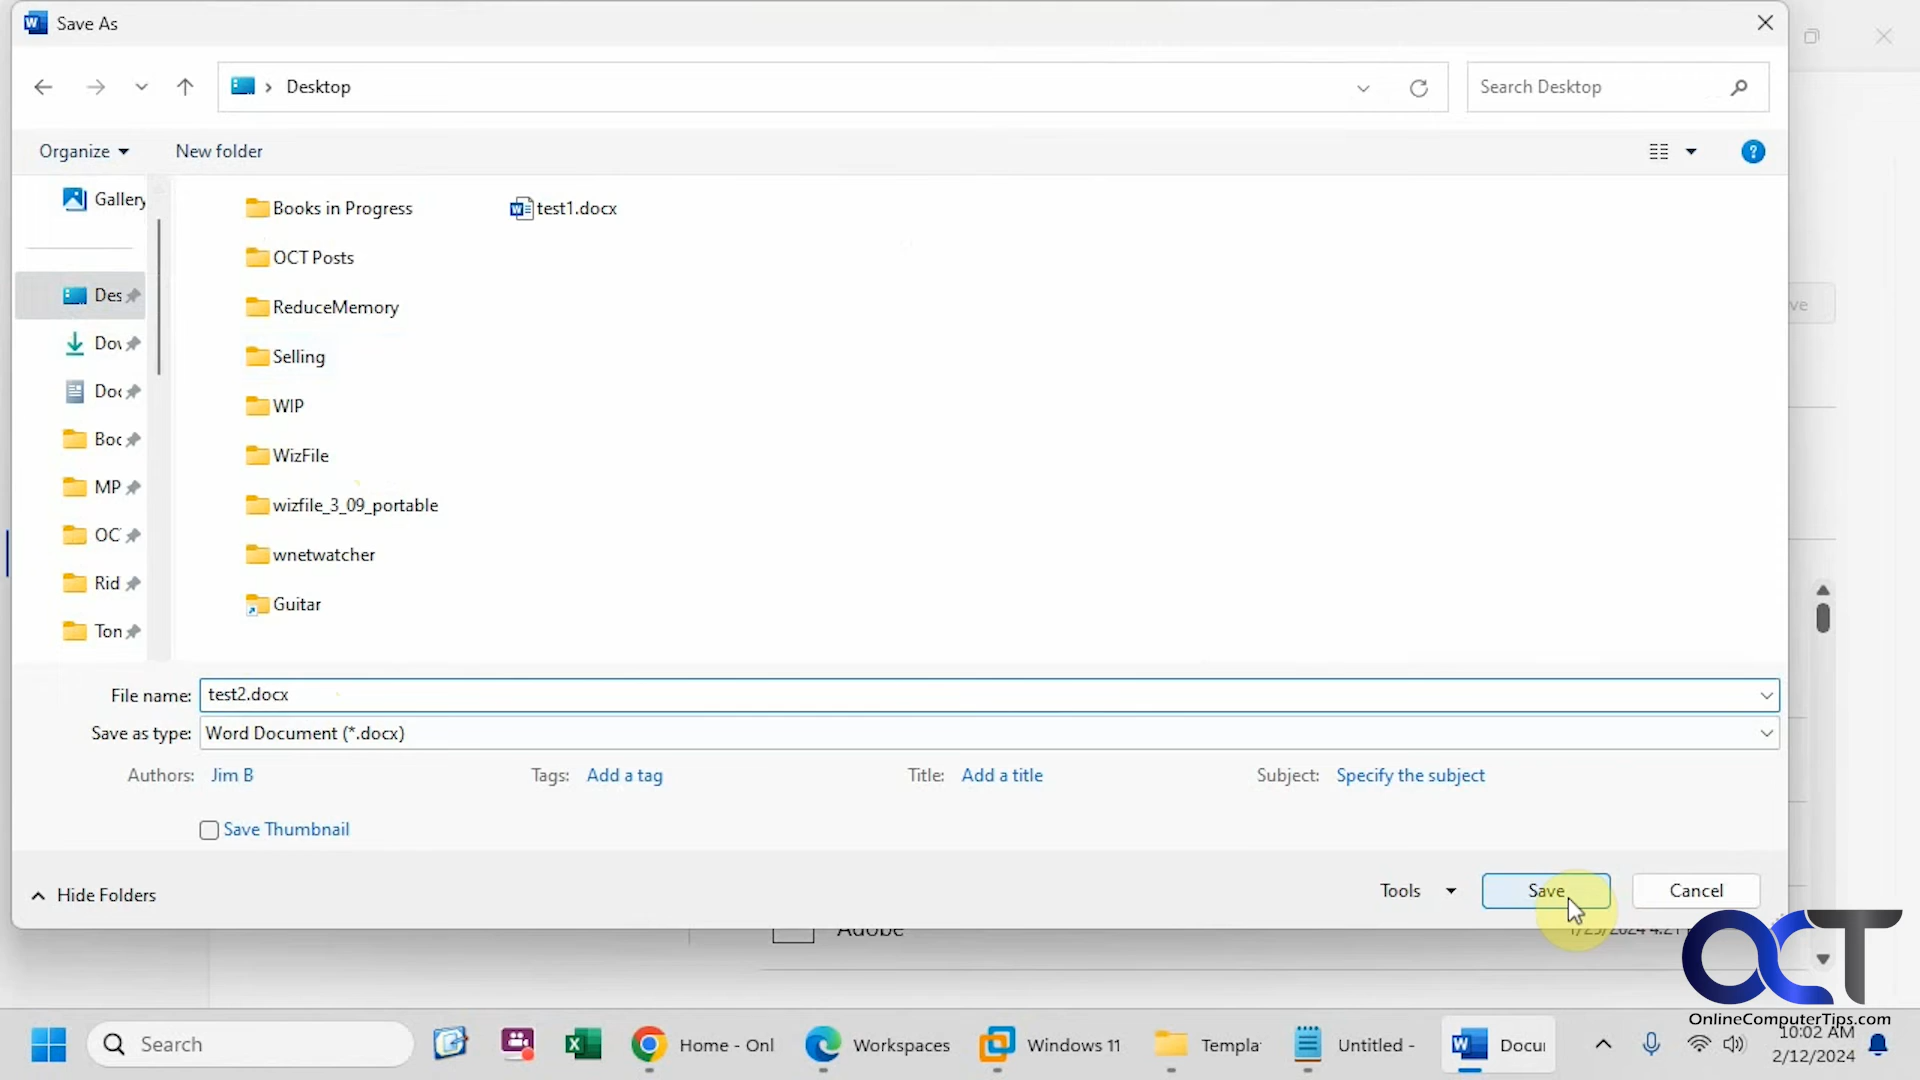 Save As
Desktop
Search Desktop
Organize
New folder
Gallery
Books in Progress
test1.docx
OCT Posts
Des
ReduceMemory
Dov
Selling
Doc
WIP
Boc
WizFile
MP
wizfile_3_09_portable
OC
wnetwatcher
Rid
Guitar
Ton
ve
File name: test2.docx
Save as type: Word Document (*.docx)
Authors: Jim B Tags: Add a tag Title: Add a title Subject: Specify the subject
Save Thumbnail
Hide Folders
Tools
Save
Cancel
Adobe
OCT
OnlineComputerTips.com
Search
Home - Onl
Workspaces
Windows 11
Templa
Untitled -
Docu
10:02 AM
2/12/2024